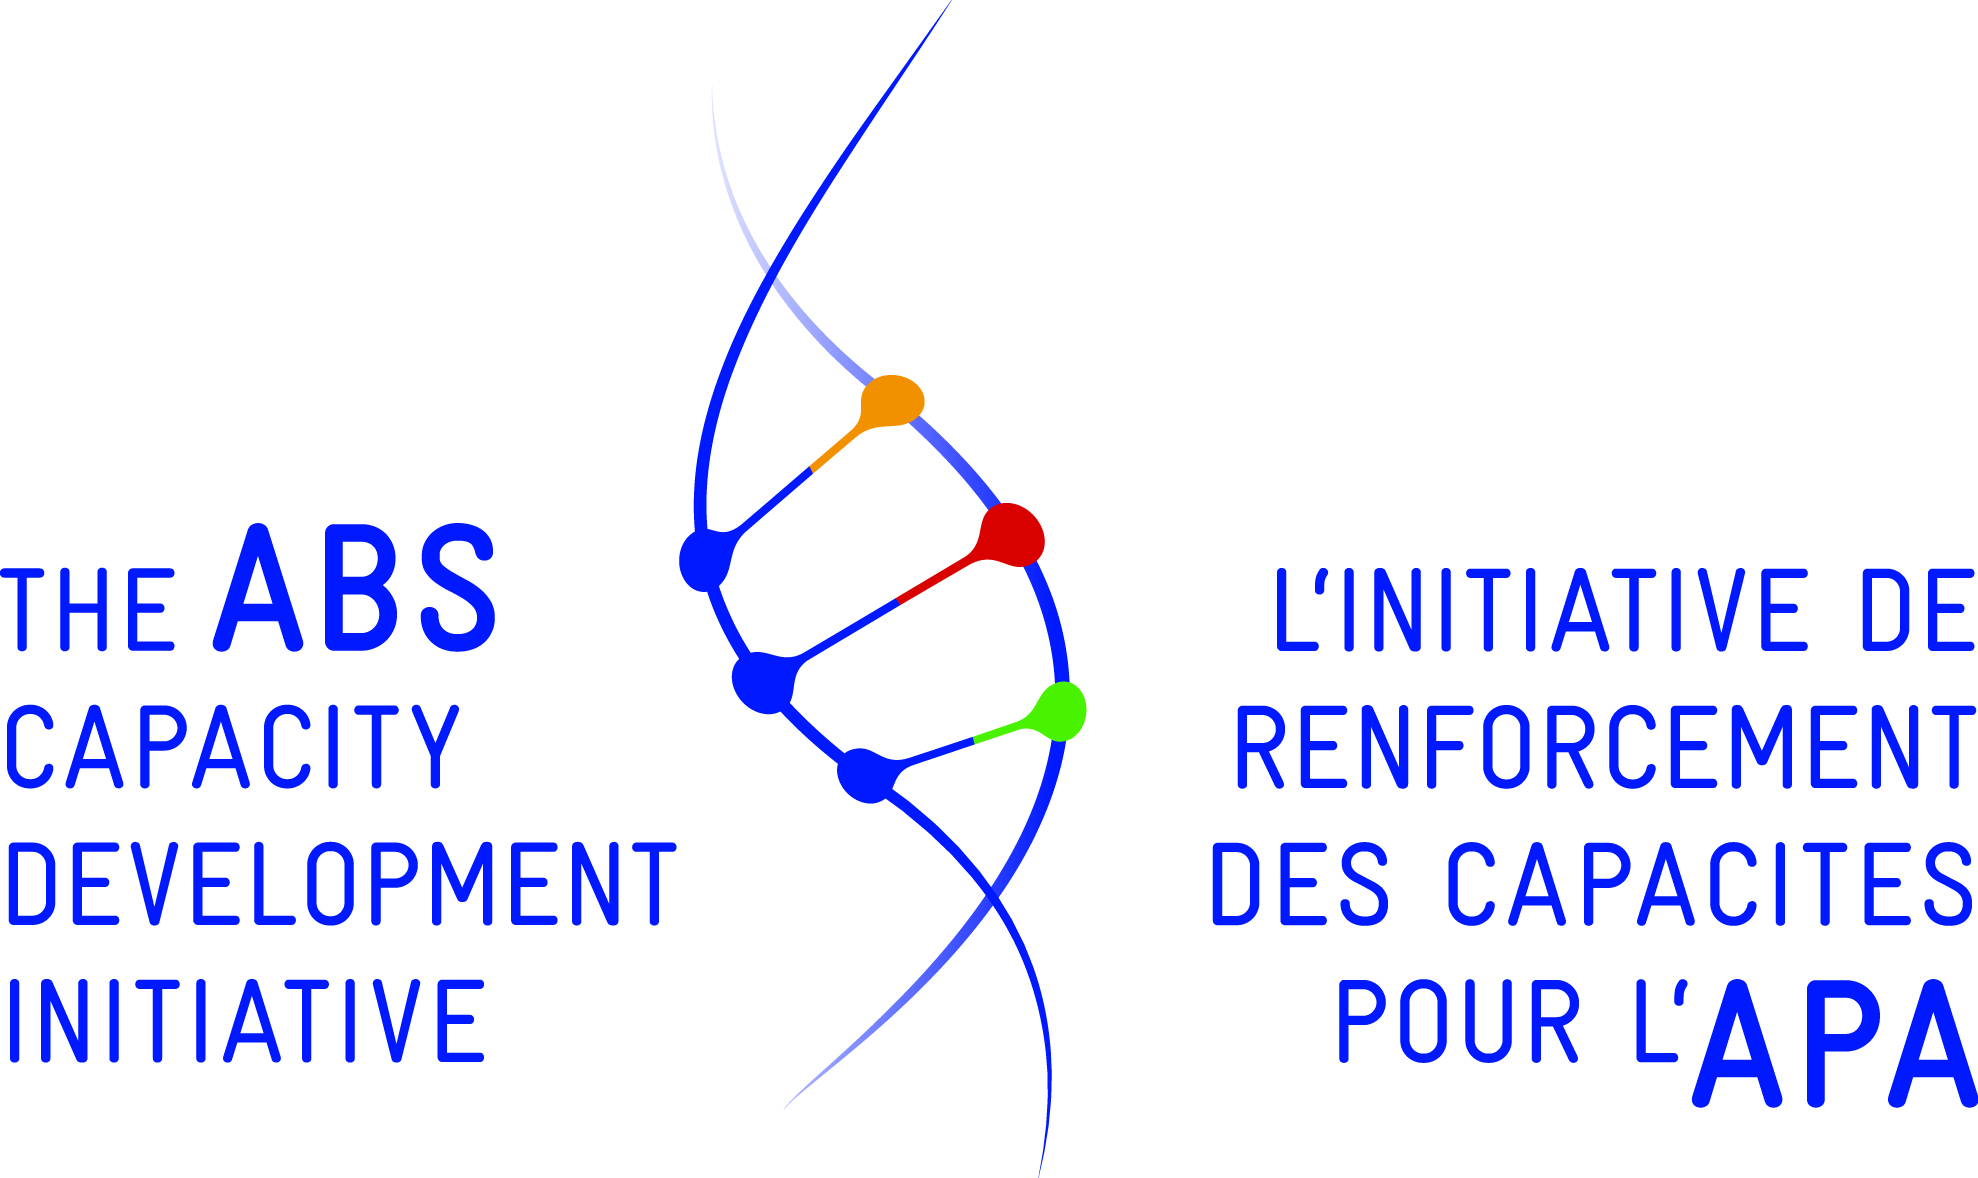 THE ABS
CAPACITY
DEVELOPMENT
INITIATIVE
L‘INITIATIVE DE
RENFORCEMENT
DES CAPACITES
POUR L‘APA